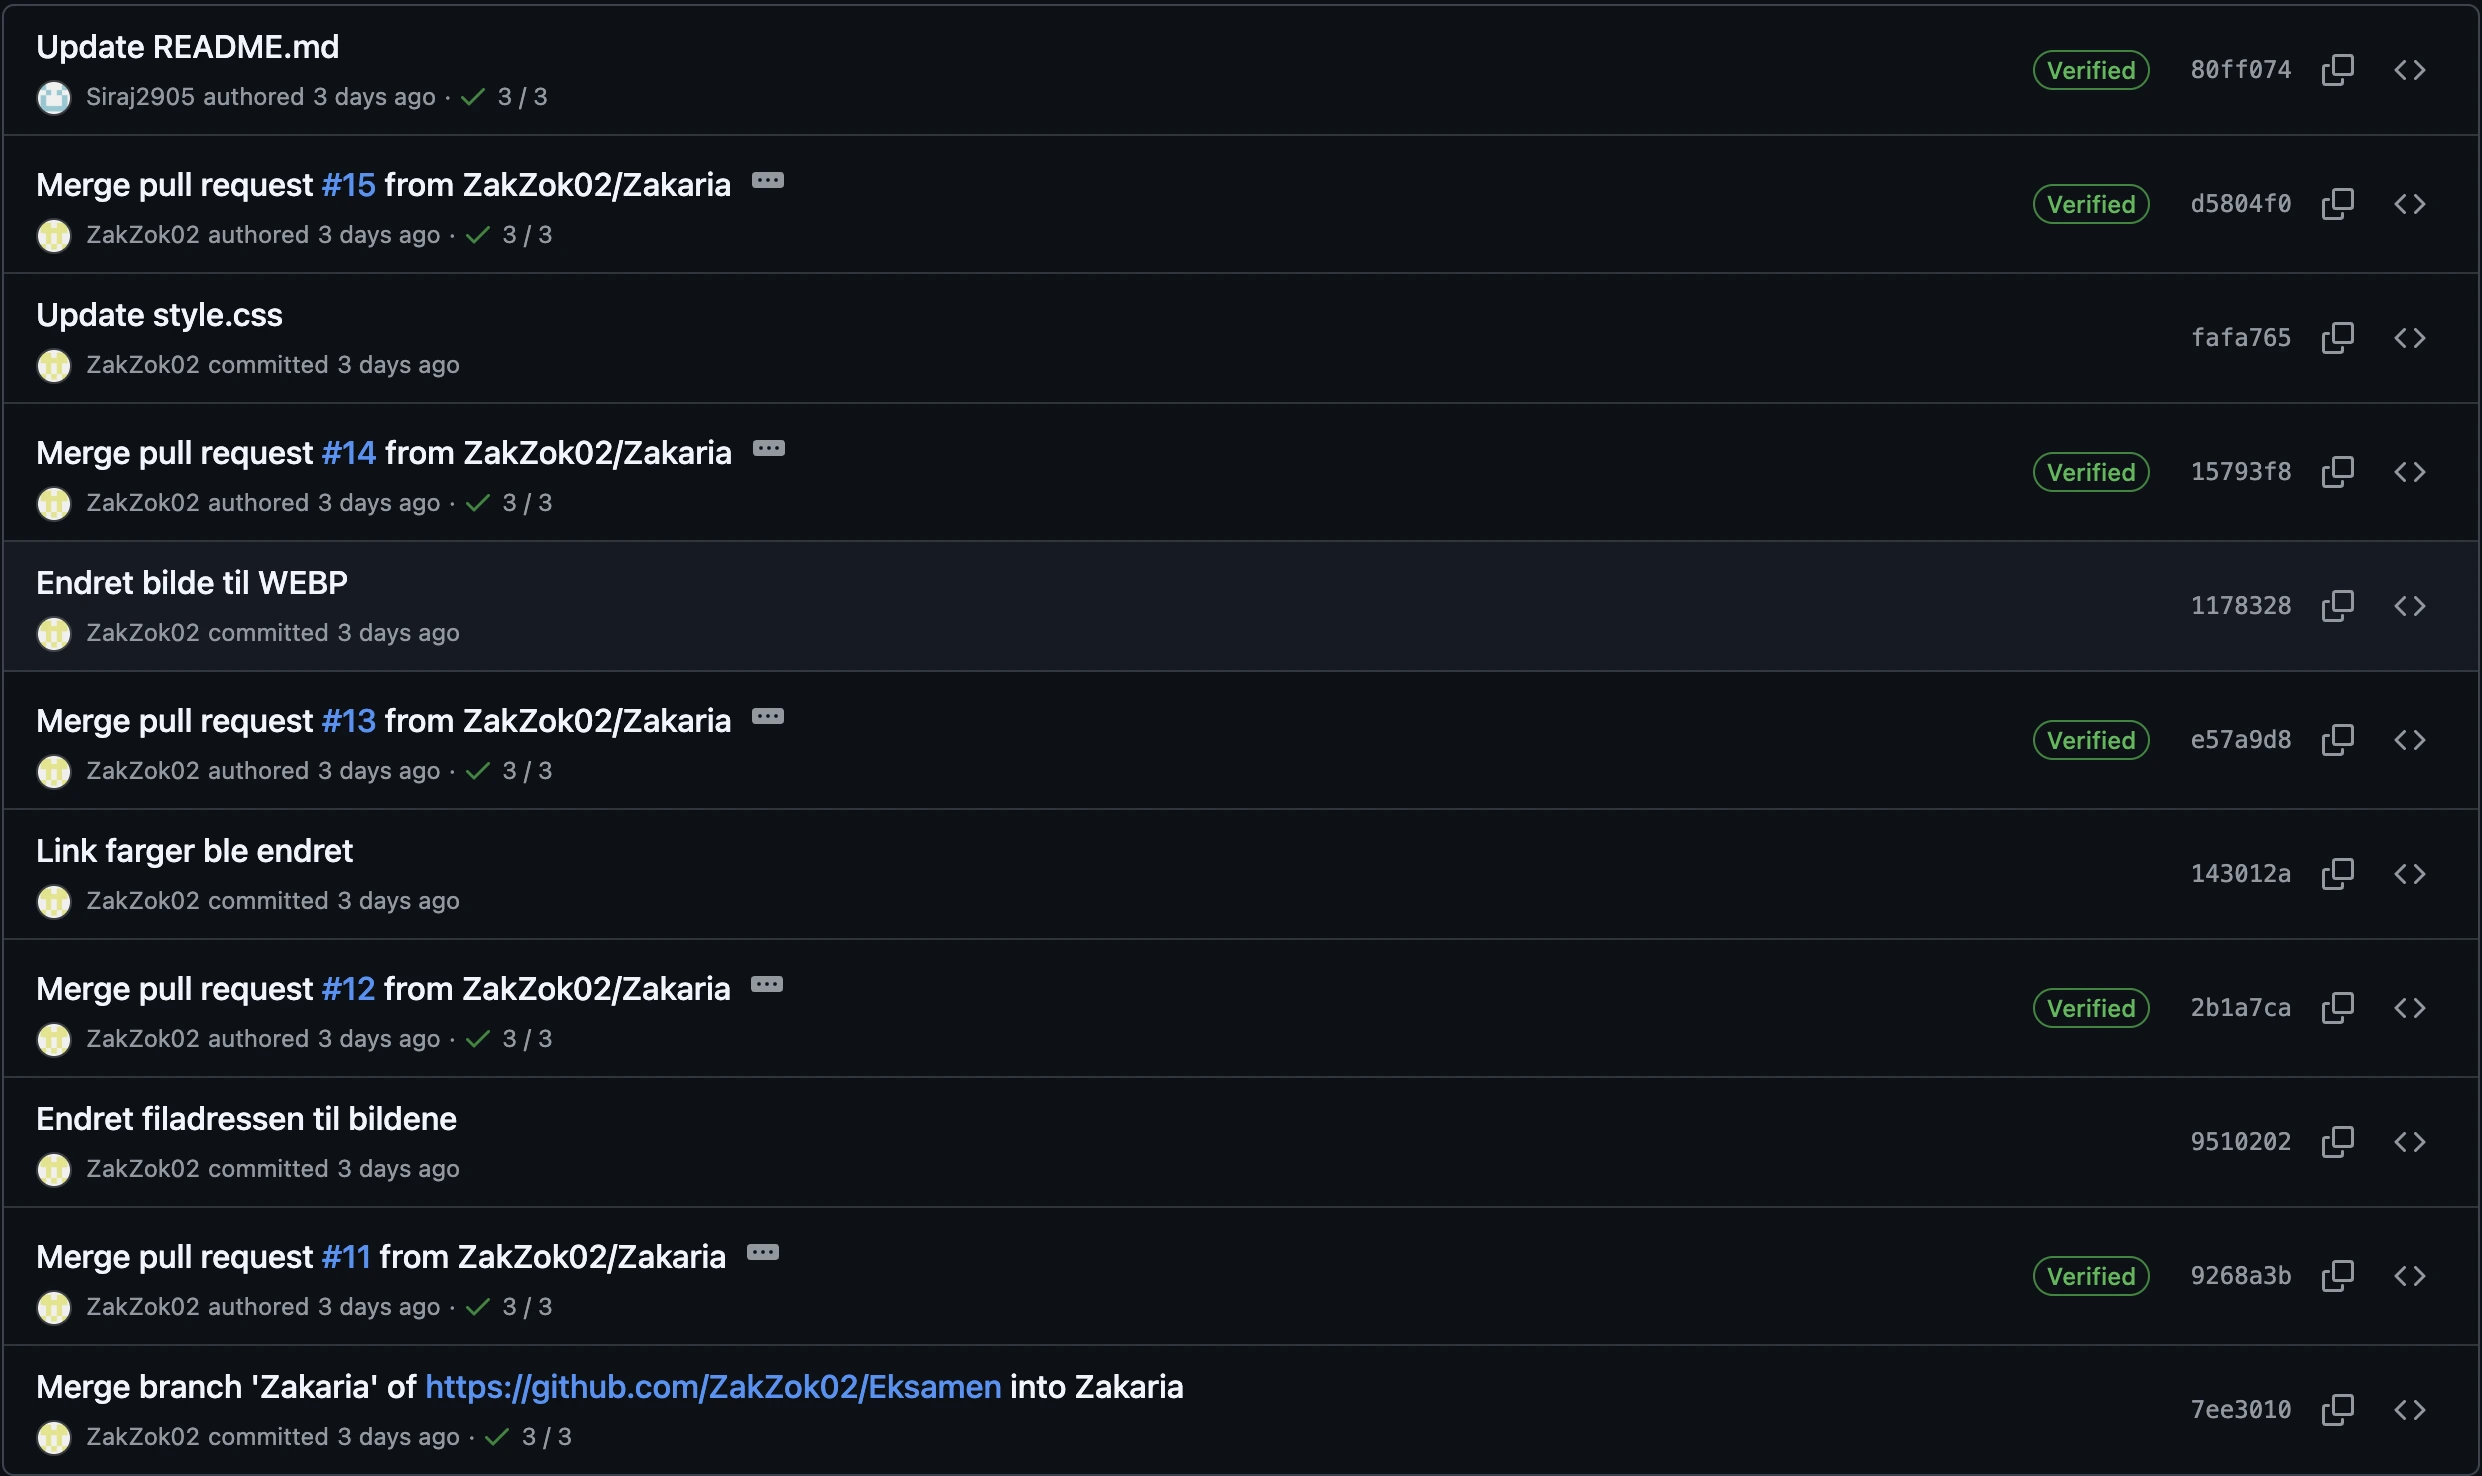 Update README.md
Verified 80ff074
Siraj2905 authored 3 days ago · 3 / 3
Merge pull request #15 from ZakZok02/Zakaria
Verified d5804f0
ZakZok02 authored 3 days ago · 3 / 3
Update style.css
fafa765
ZakZok02 committed 3 days ago
Merge pull request #14 from ZakZok02/Zakaria
Verified 15793f8
ZakZok02 authored 3 days ago · 3 / 3
Endret bilde til WEBP
1178328
ZakZok02 committed 3 days ago
Merge pull request #13 from ZakZok02/Zakaria
Verified e57a9d8
ZakZok02 authored 3 days ago · 3 / 3
Link farger ble endret
143012a
ZakZok02 committed 3 days ago
Merge pull request #12 from ZakZok02/Zakaria
Verified 2b1a7ca
ZakZok02 authored 3 days ago · 3 / 3
Endret filadressen til bildene
9510202
ZakZok02 committed 3 days ago
Merge pull request #11 from ZakZok02/Zakaria
Verified 9268a3b
ZakZok02 authored 3 days ago · 3 / 3
Merge branch 'Zakaria' of https://github.com/ZakZok02/Eksamen into Zakaria
7ee3010
ZakZok02 committed 3 days ago · 3 / 3